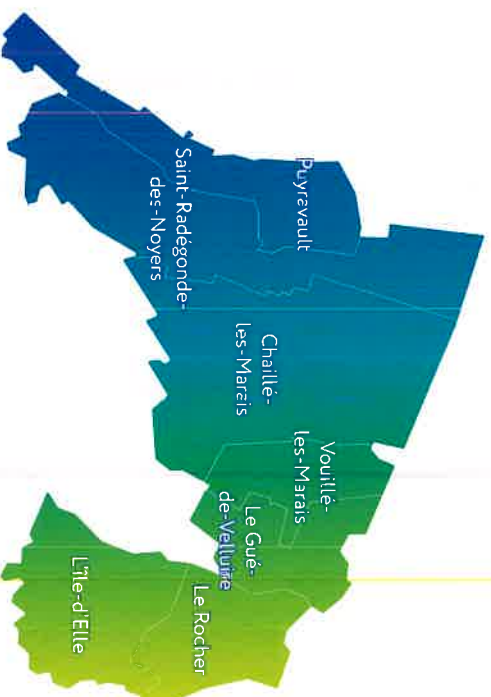 Puyravault
Saint-Radégonde-
des-Noyers
Chaillé-
les-Marais
Vouillé-
les-Marais
Le Gué-
de-Velluire
Le Rocher
L'île-d'Elle